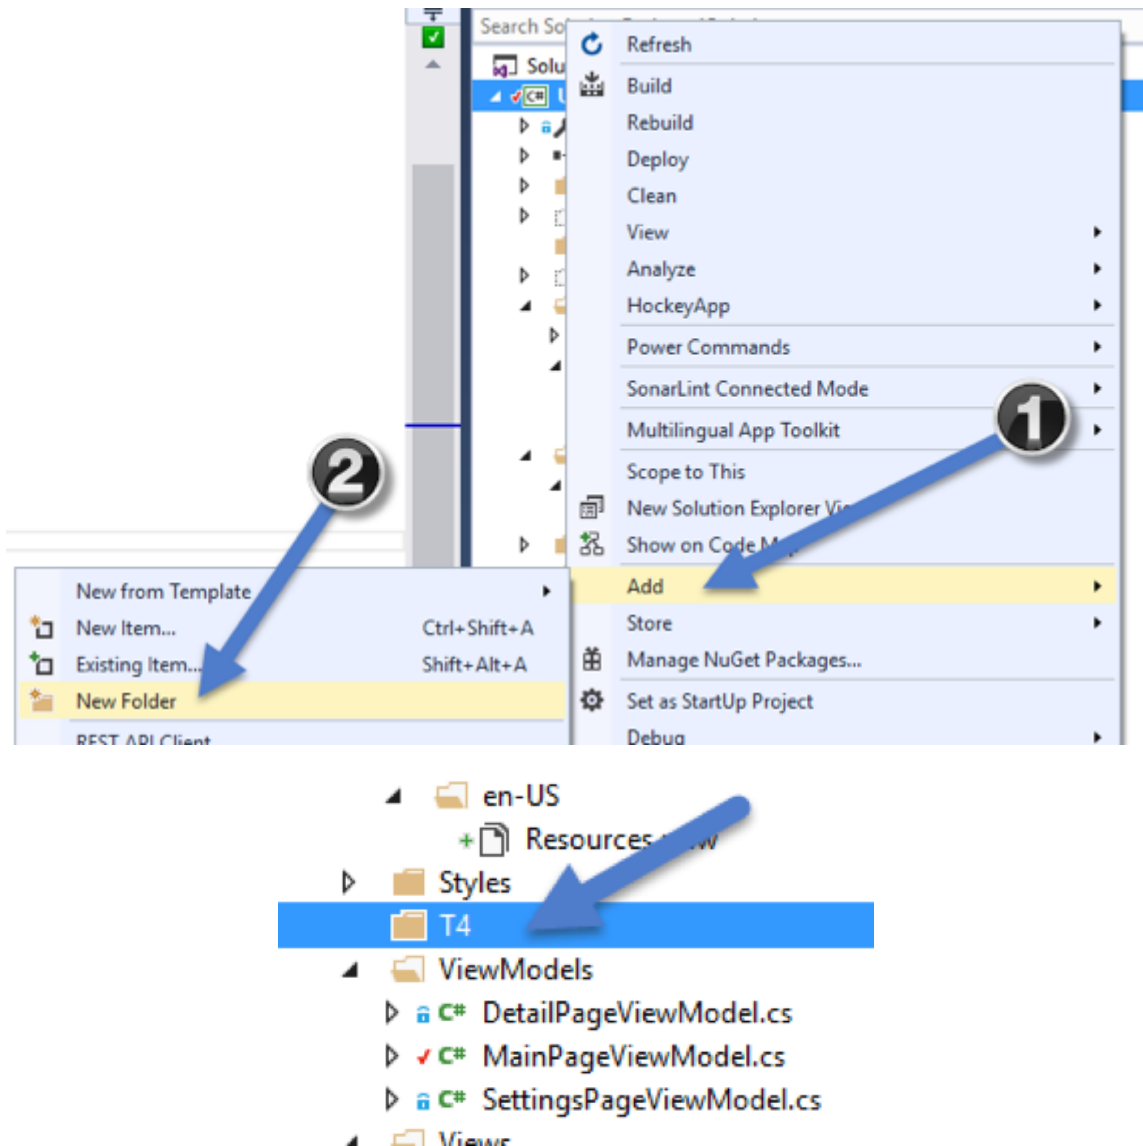 Search So
Solu
C#
Refresh
Build
Rebuild
Deploy
Clean
View
Analyze
HockeyApp
Power Commands
SonarLint Connected Mode
1
Multilingual App Toolkit
2
Scope to This
New Solution Explorer Vi
Show on Code M
Add
Store
Manage NuGet Packages...
Set as StartUp Project
Debug
New from Template
New Item... Ctrl+Shift+A
Existing Item... Shift+Alt+A
New Folder
REST API Client
en-US
Resources
Styles
T4
ViewModels
C# DetailPageViewModel.cs
C# MainPageViewModel.cs
C# SettingsPageViewModel.cs
Views